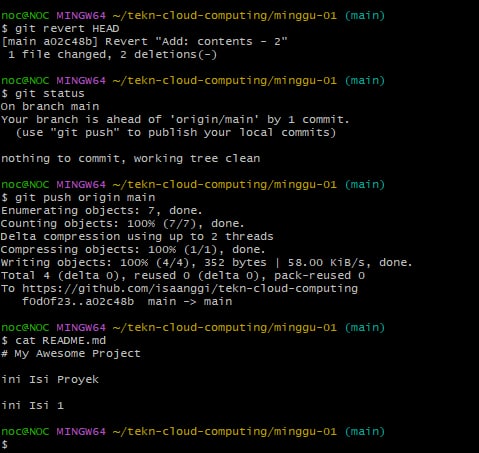 noc@NOC MINGW64 ~/tekn-cloud-computing/minggu-01 (main)
$ git revert HEAD
[main a02c48b] Revert "Add: contents - 2"
 1 file changed, 2 deletions(-)

noc@NOC MINGW64 ~/tekn-cloud-computing/minggu-01 (main)
$ git status
On branch main
Your branch is ahead of 'origin/main' by 1 commit.
  (use "git push" to publish your local commits)

nothing to commit, working tree clean

noc@NOC MINGW64 ~/tekn-cloud-computing/minggu-01 (main)
$ git push origin main
Enumerating objects: 7, done.
Counting objects: 100% (7/7), done.
Delta compression using up to 2 threads
Compressing objects: 100% (1/1), done.
Writing objects: 100% (4/4), 352 bytes | 58.00 KiB/s, done.
Total 4 (delta 0), reused 0 (delta 0), pack-reused 0
To https://github.com/isaanggi/tekn-cloud-computing
   f0d0f23..a02c48b  main -> main

noc@NOC MINGW64 ~/tekn-cloud-computing/minggu-01 (main)
$ cat README.md
# My Awesome Project

ini Isi Proyek

ini Isi 1

noc@NOC MINGW64 ~/tekn-cloud-computing/minggu-01 (main)
$